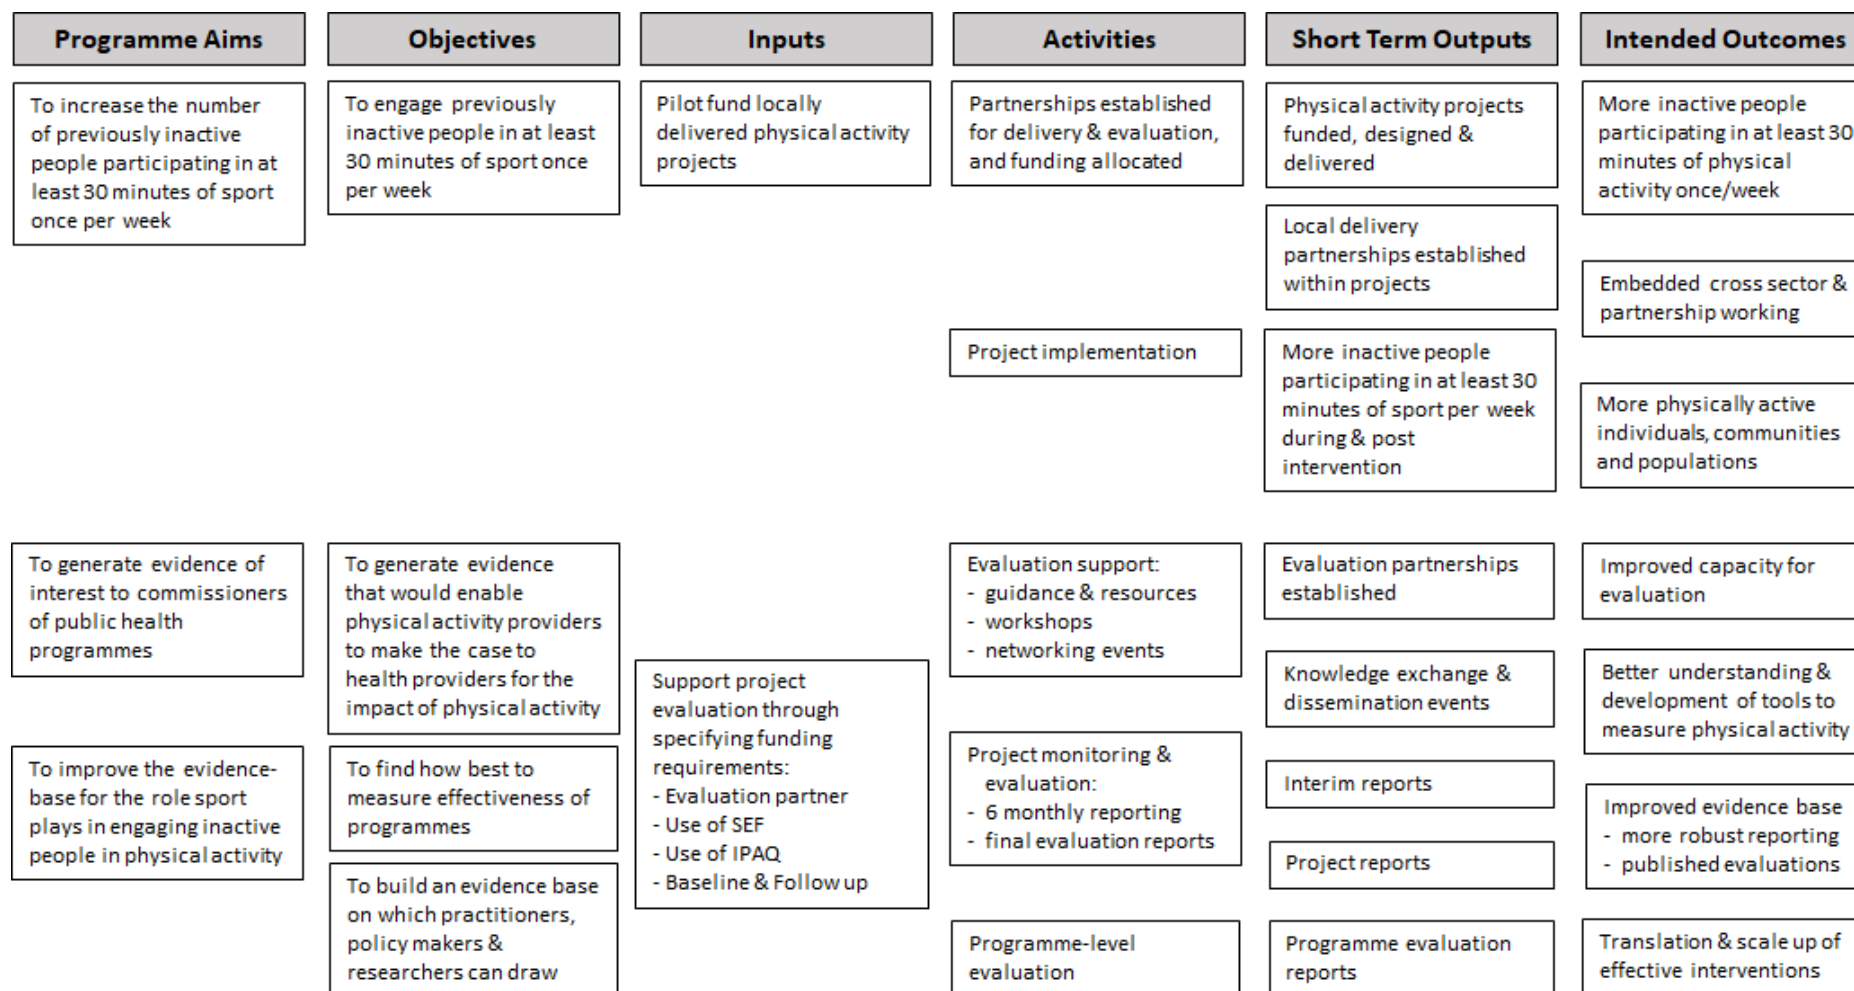 Programme Aims
Objectives
Inputs
Activities
Short Term Outputs
Intended Outcomes
To increase the number
of previously inactive
people participating in at
least 30 minutes of sport
once per week
To engage previously
inactive people in at least
30 minutes of sport once
per week
Pilot fund locally
delivered physical activity
projects
Partnerships established
for delivery & evaluation,
and funding allocated
Physical activity projects
funded, designed &
delivered
More inactive people
participating in at least 30
minutes of physical
activity once/week
Local delivery
partnerships established
within projects
Embedded cross sector &
partnership working
Project implementation
More inactive people
participating in at least 30
minutes of sport per week
during & post
intervention
More physically active
individuals, communities
and populations
To generate evidence of
interest to commissioners
of public health
programmes
To generate evidence
that would enable
physical activity providers
to make the case to
health providers for the
impact of physical activity
Support project
evaluation through
specifying funding
requirements:
- Evaluation partner
- Use of SEF
- Use of IPAQ
- Baseline & Follow up
Evaluation support:
- guidance & resources
- workshops
- networking events
Evaluation partnerships
established
Improved capacity for
evaluation
Knowledge exchange &
dissemination events
Better understanding &
development of tools to
measure physical activity
To improve the evidence-
base for the role sport
plays in engaging inactive
people in physical activity
To find how best to
measure effectiveness of
programmes
Project monitoring &
evaluation:
- 6 monthly reporting
- final evaluation reports
Interim reports
Improved evidence base
- more robust reporting
- published evaluations
Project reports
To build an evidence base
on which practitioners,
policy makers &
researchers can draw
Programme-level
evaluation
Programme evaluation
reports
Translation & scale up of
effective interventions